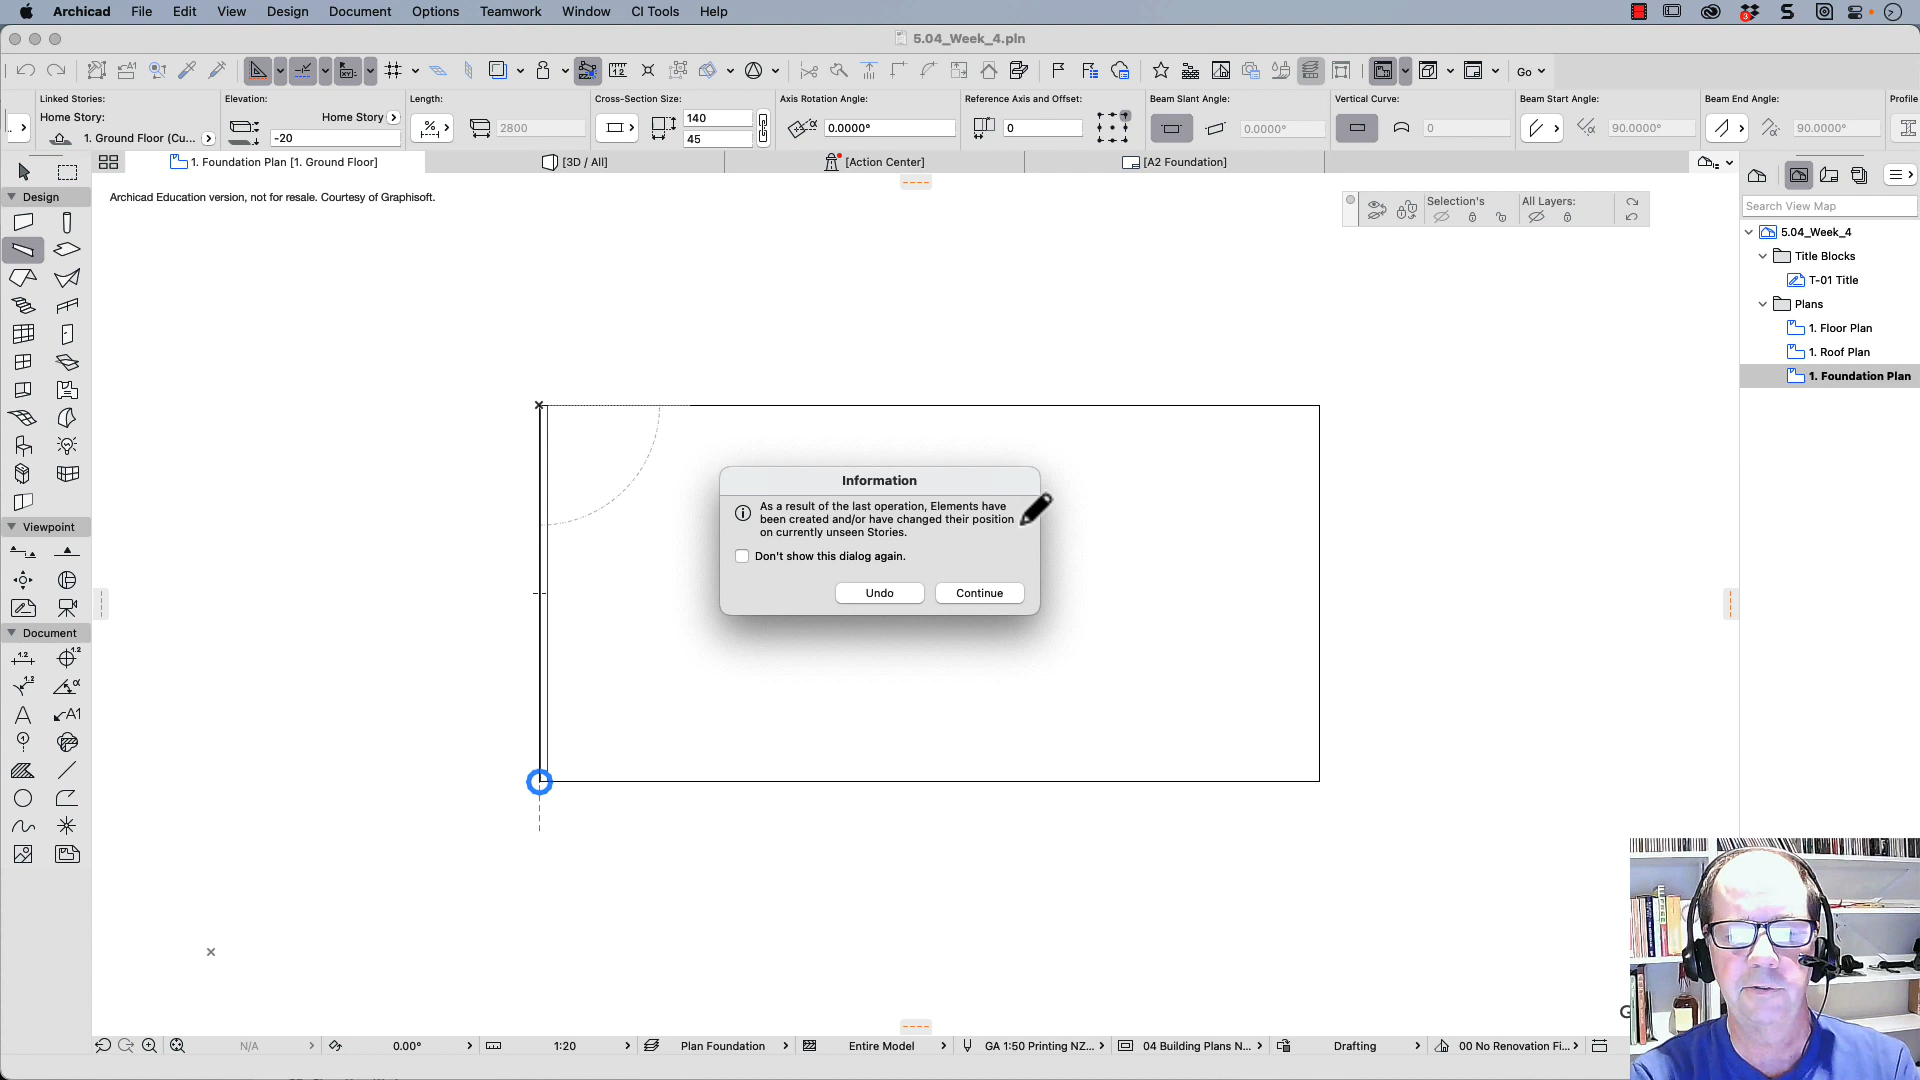 Archicad File Edit View Design Document Options Teamwork Window CI Tools Help
3
5.04_Week_4.pln
Go
Linked Stories: Elevation: Length: Cross-Section Size: Axis Rotation Angle: Reference Axis and Offset: Beam Slant Angle: Vertical Curve: Beam Start Angle: Beam End Angle: Profile
Home Story: Home Story 140
1. Ground Floor (Cu... -20 2800 45 0.0000° 0 0.0000° 0 90.0000° 90.0000°
1. Foundation Plan [1. Ground Floor] [3D / All] [Action Center] [A2 Foundation]
Archicad Education version, not for resale. Courtesy of Graphisoft.
Selection's All Layers:
Design
Viewpoint
Document
Search View Map
5.04_Week_4
Title Blocks
T-01 Title
Plans
1. Floor Plan
1. Roof Plan
1. Foundation Plan
Information
As a result of the last operation, Elements have
been created and/or have changed their position
on currently unseen Stories.
Don't show this dialog again.
Undo Continue
N/A 0.00° 1:20 Plan Foundation Entire Model GA 1:50 Printing NZ... 04 Building Plans N... Drafting 00 No Renovation Fi...